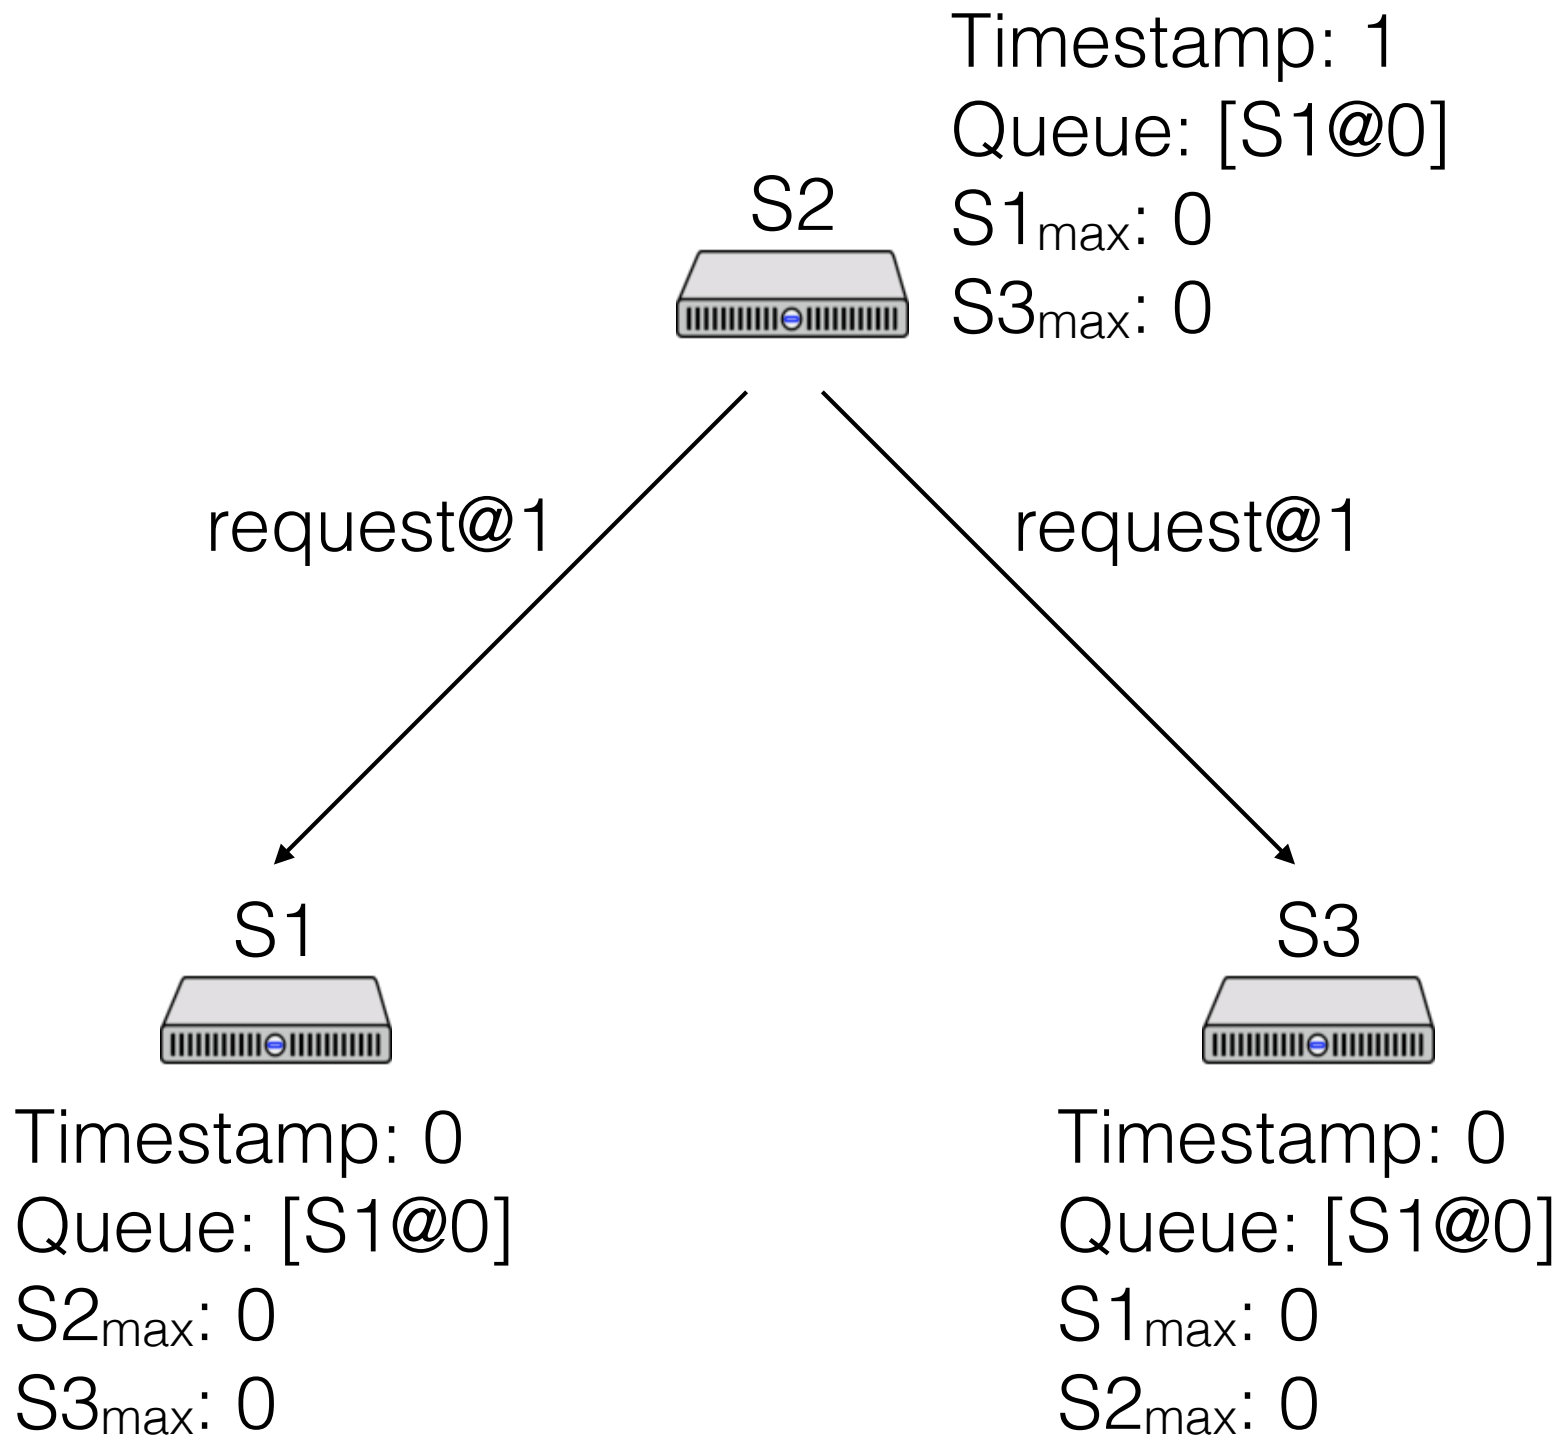 Timestamp: 1
Queue: [S1@0]
S1max: 0
S3max: 0
S2
request@1
request@1
S1
S3
Timestamp: 0
Queue: [S1@0]
S2max: 0
S3max: 0
Timestamp: 0
Queue: [S1@0]
S1max: 0
S2max: 0